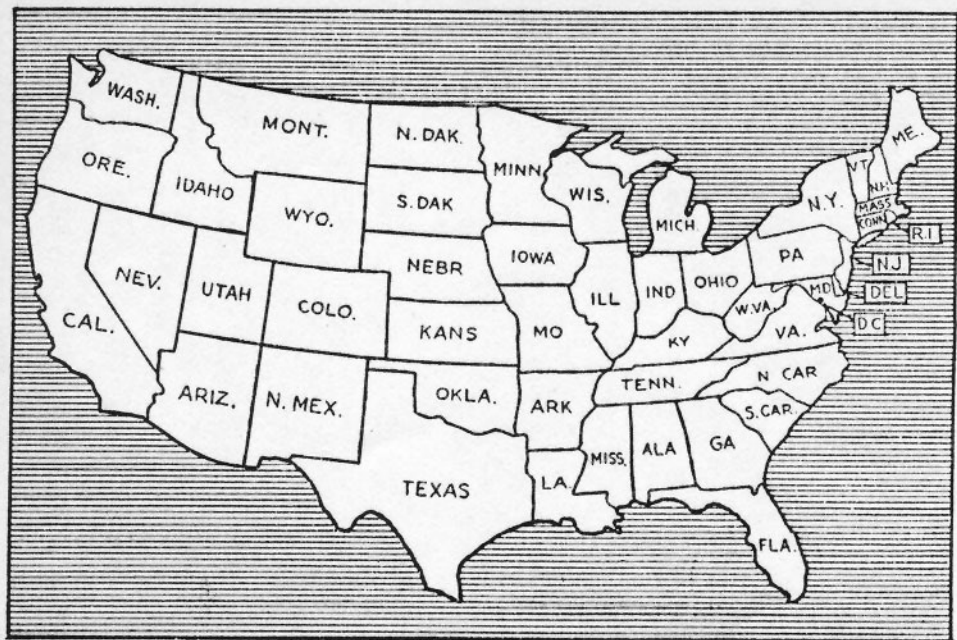 WASH.
MONT.
N. DAK.
MINN
ORE.
IDAHO
WYO.
S. DAK
WIS.
MICH.
N.Y.
VT
N.H.
ME.
MASS
CONN
R.I
NEV.
UTAH
COLO.
NEBR
IOWA
ILL
IND
OHIO
PA
NJ
MD
DEL
DC
CAL.
KANS
MO
KY
W.VA.
VA.
ARIZ.
N. MEX.
OKLA.
ARK
TENN.
N CAR
S. CAR.
TEXAS
LA.
MISS.
ALA
GA
FLA.